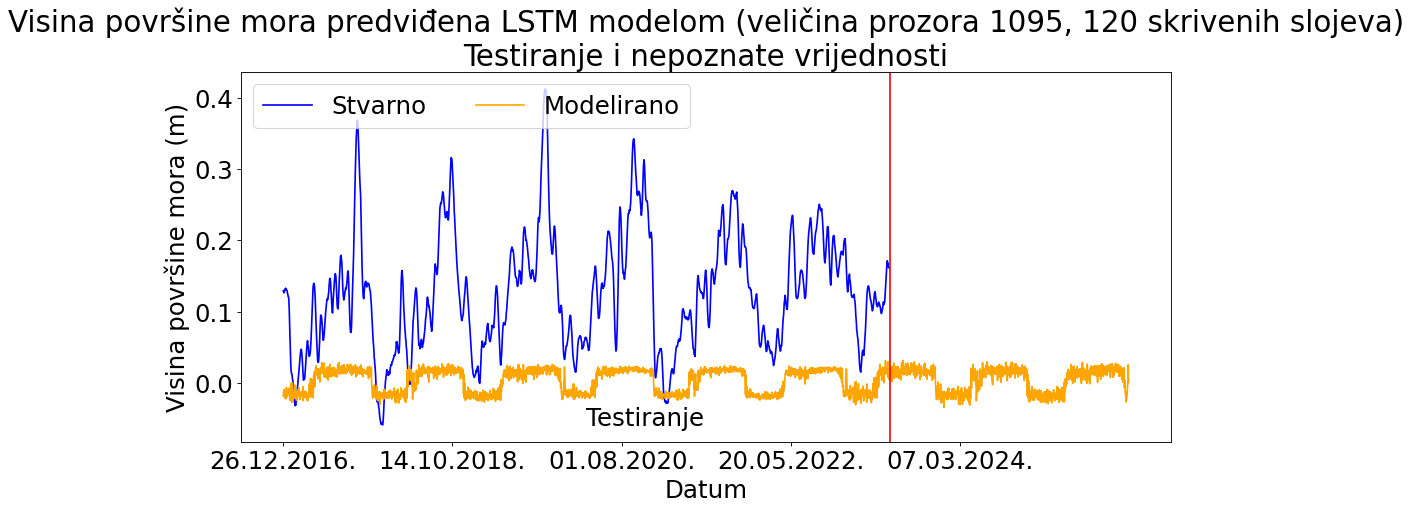 Visina površine mora predviđena LSTM modelom (veličina prozora 1095, 120 skrivenih slojeva)
Testiranje i nepoznate vrijednosti
Stvarno Modelirano
Visina površine mora (m)
0.4
0.3
0.2
0.1
0.0
Testiranje
26.12.2016. 14.10.2018. 01.08.2020. 20.05.2022. 07.03.2024.
Datum